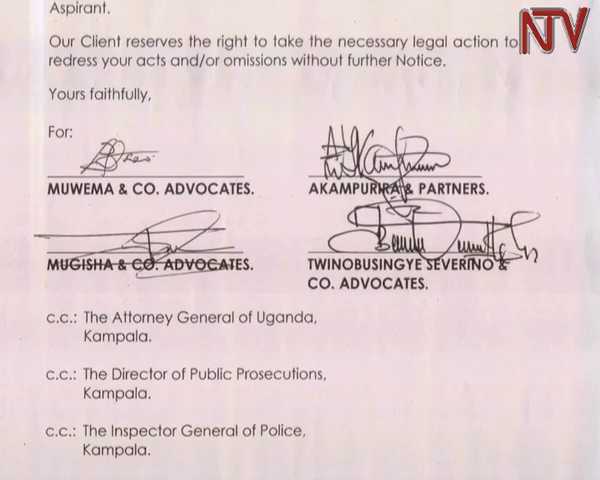 Aspirant.
NTV
Our Client reserves the right to take the necessary legal action to
redress your acts and/or omissions without further Notice.
Yours faithfully,
For:
MUWEMA & CO. ADVOCATES.
AKAMPURIRA & PARTNERS.
MUGISHA & CO. ADVOCATES.
TWINOBUSINGYE SEVERINO &
CO. ADVOCATES.
c.c.: The Attorney General of Uganda,
Kampala.
c.c.: The Director of Public Prosecutions,
Kampala.
c.c.: The Inspector General of Police,
Kampala.